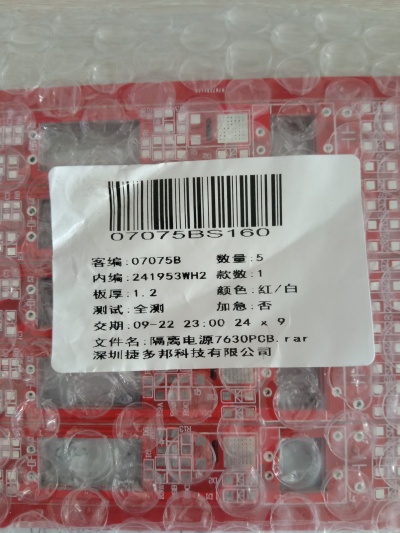 07075BS160
客编:07075B 数量:5
内编:241953WH2 款数:1
板厚:1.2 颜色:红/白
测试:全测 加急:否
交期:09-22 23:00 24 x 9
文件名:隔离电源7630PCB.rar
深圳捷多邦科技有限公司